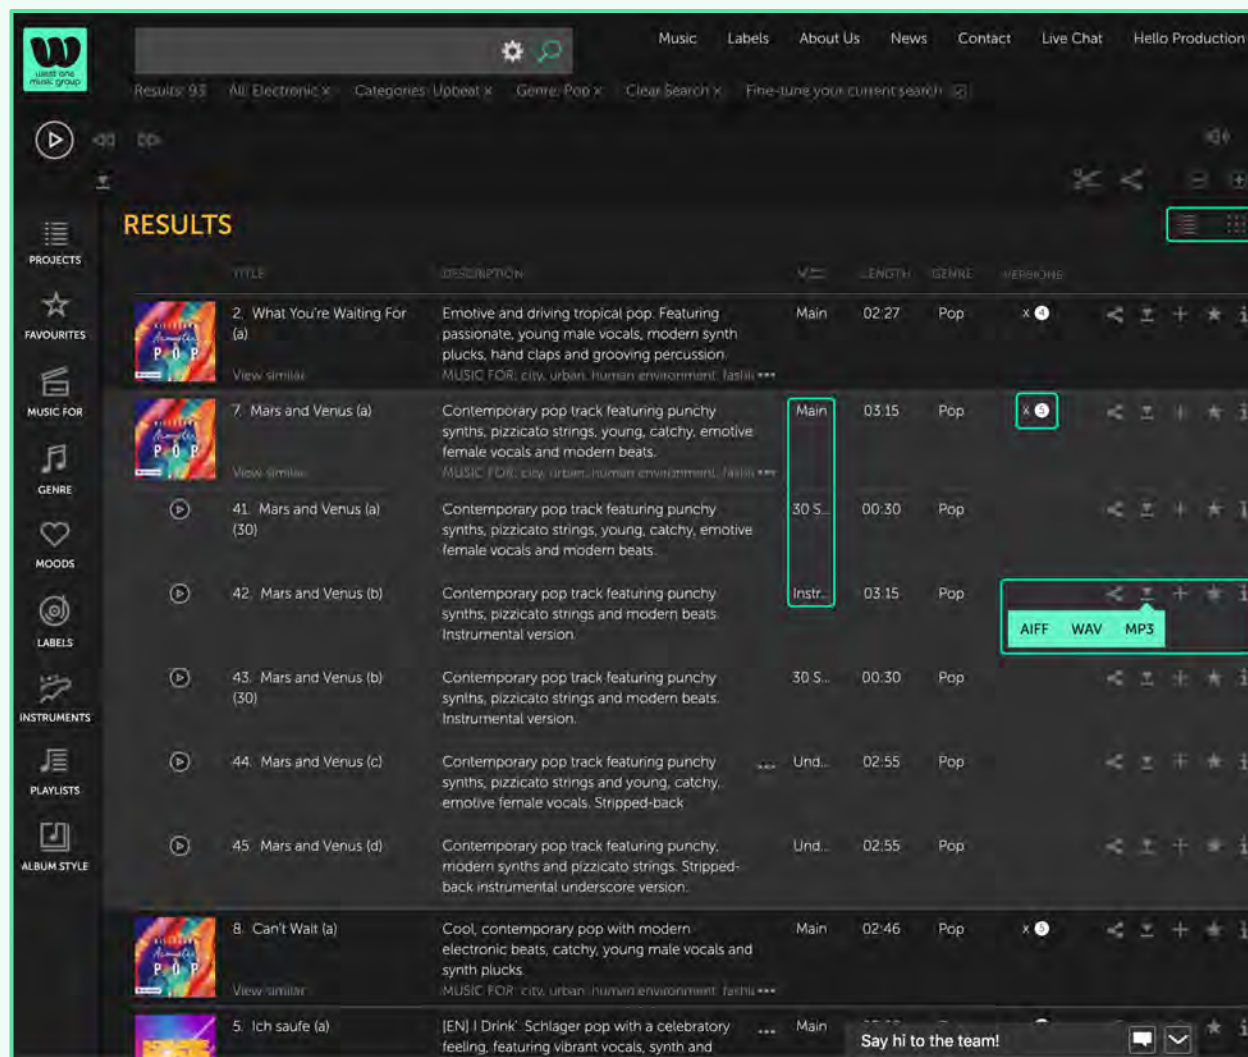 west one
music group
Music Labels About Us News Contact Live Chat Hello Production
Results: 93 All: Electronic x Categories: Upbeat x Genre: Pop x Clear Search x Fine-tune your current search
RESULTS
PROJECTS
FAVOURITES
MUSIC FOR
GENRE
MOODS
LABELS
INSTRUMENTS
PLAYLISTS
ALBUM STYLE
TITLE DESCRIPTION LENGTH GENRE VERSIONS
Acoustic
POP
2. What You're Waiting For
(a)
View similar
Emotive and driving tropical pop. Featuring
passionate, young male vocals, modern synth
plucks, hand claps and grooving percussion.
MUSIC FOR: city, urban, human environment, fashi •••
Main 02:27 Pop x 4
Acoustic
POP
7. Mars and Venus (a)
View similar
Contemporary pop track featuring punchy
synths, pizzicato strings, young, catchy, emotive
female vocals and modern beats.
MUSIC FOR: city, urban, human environment, fashi •••
Main 03:15 Pop x 5
41. Mars and Venus (a)
(30)
Contemporary pop track featuring punchy
synths, pizzicato strings, young, catchy, emotive
female vocals and modern beats.
30 S... 00:30 Pop
42. Mars and Venus (b)
Contemporary pop track featuring punchy
synths, pizzicato strings and modern beats.
Instrumental version.
Instr... 03:15 Pop
AIFF WAV MP3
43. Mars and Venus (b)
(30)
Contemporary pop track featuring punchy
synths, pizzicato strings and modern beats.
Instrumental version.
30 S... 00:30 Pop
44. Mars and Venus (c)
Contemporary pop track featuring punchy •••
synths, pizzicato strings and young, catchy,
emotive female vocals. Stripped-back
Und... 02:55 Pop
45. Mars and Venus (d)
Contemporary pop track featuring punchy,
modern synths and pizzicato strings. Stripped-
back instrumental underscore version.
Und... 02:55 Pop
Acoustic
POP
8. Can't Wait (a)
View similar
Cool, contemporary pop with modern
electronic beats, catchy, young male vocals and
synth plucks.
MUSIC FOR: city, urban, human environment, fashi •••
Main 02:46 Pop x 5
5. Ich saufe (a)
[EN] I Drink' Schlager pop with a celebratory •••
feeling, featuring vibrant vocals, synth and
Main
Say hi to the team!